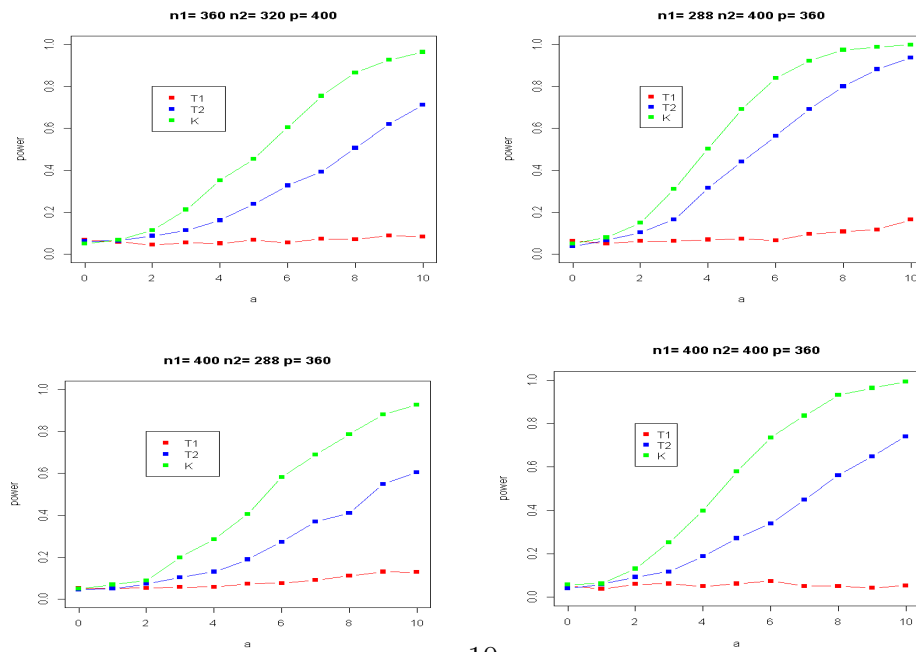 n1= 360 n2= 320 p= 400
1.0
0.8
0.6
0.4
0.2
0.0
power
T1
T2
K
0 2 4 6 8 10
a
n1= 288 n2= 400 p= 360
1.0
0.8
0.6
0.4
0.2
0.0
power
T1
T2
K
0 2 4 6 8 10
a
n1= 400 n2= 288 p= 360
1.0
0.8
0.6
0.4
0.2
0.0
power
T1
T2
K
0 2 4 6 8 10
a
n1= 400 n2= 400 p= 360
1.0
0.8
0.6
0.4
0.2
0.0
power
T1
T2
K
0 2 4 6 8 10
a